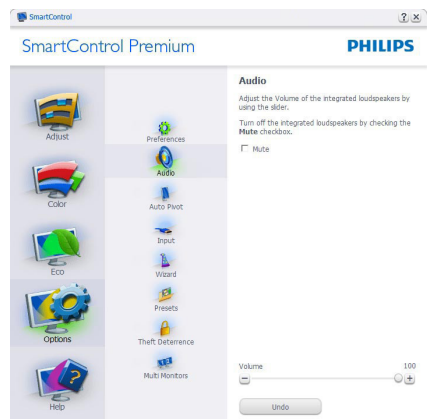 SmartControl
SmartControl Premium
PHILIPS
Adjust
Color
Eco
Options
Help
Preferences
Audio
Auto Pivot
Input
Wizard
Presets
Theft Deterrence
Multi Monitors
Audio
Adjust the Volume of the integrated loudspeakers by
using the slider.
Turn off the integrated loudspeakers by checking the
Mute checkbox.
Mute
Volume 100
Undo